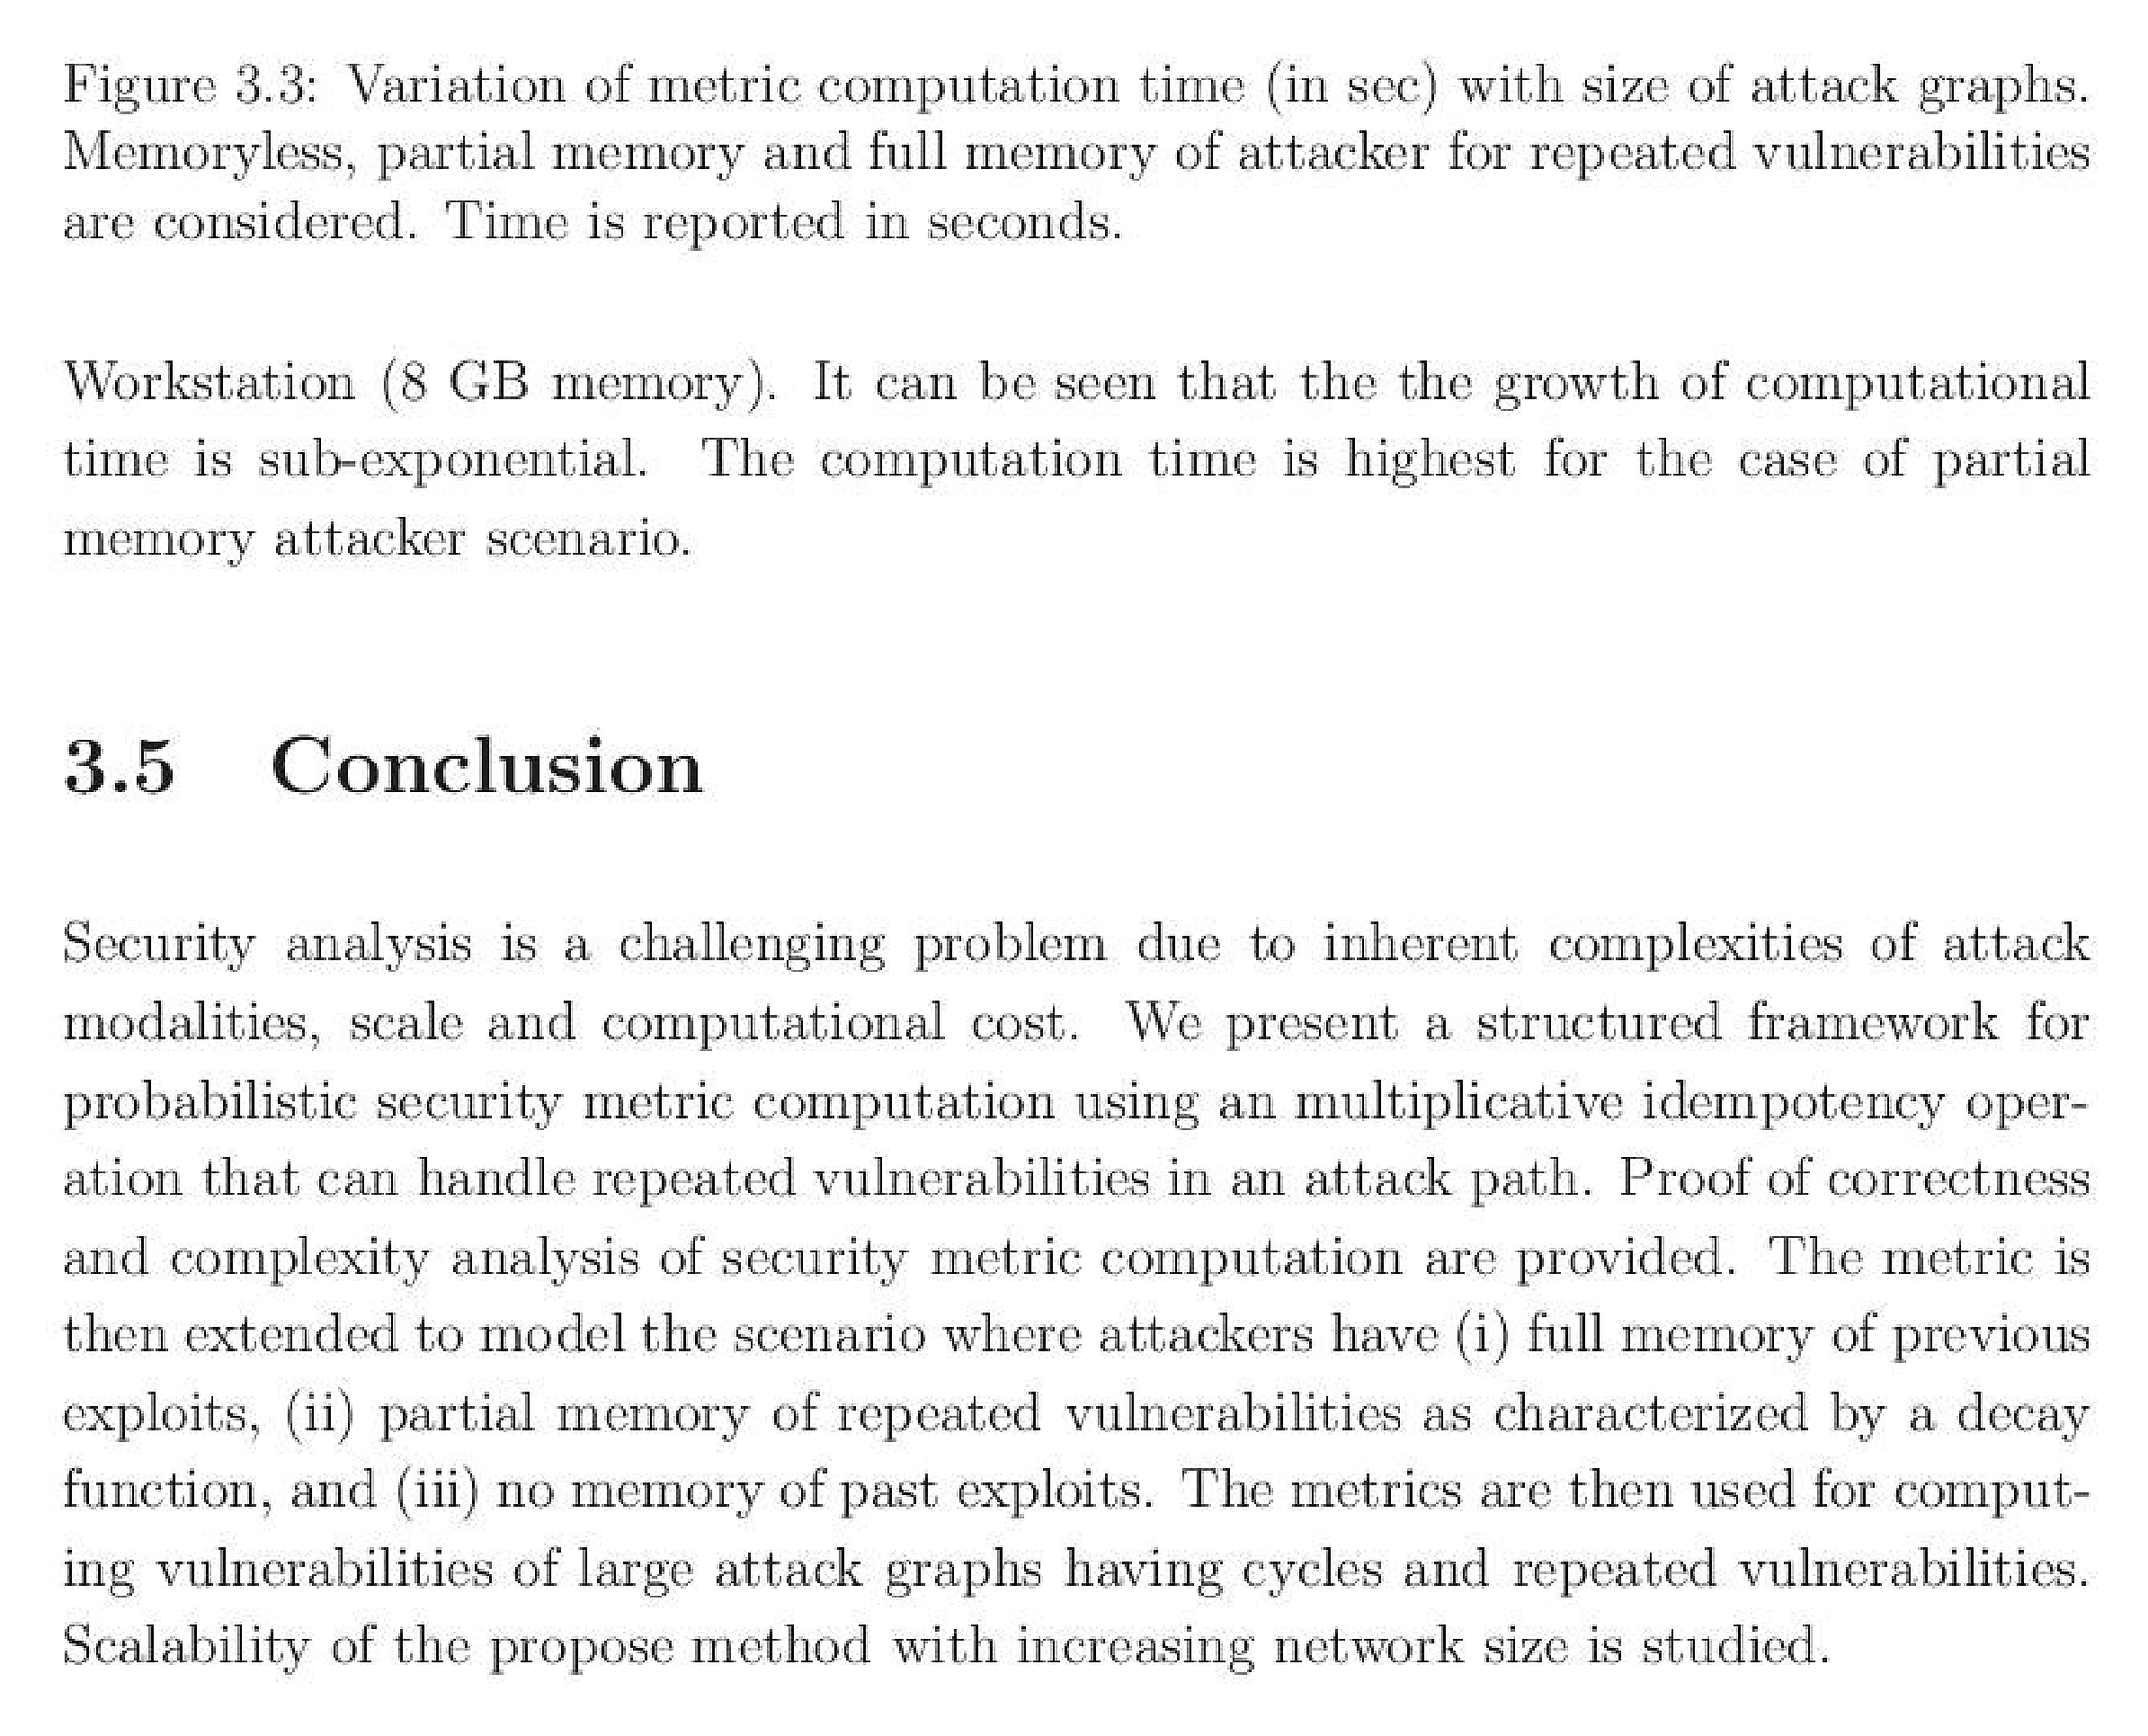 Figure 3.3: Variation of metric computation time (in sec) with size of attack graphs.
Memoryless, partial memory and full memory of attacker for repeated vulnerabilities
are considered. Time is reported in seconds.
Workstation (8 GB memory). It can be seen that the the growth of computational
time is sub-exponential. The computation time is highest for the case of partial
memory attacker scenario.
3.5 Conclusion
Security analysis is a challenging problem due to inherent complexities of attack
modalities, scale and computational cost. We present a structured framework for
probabilistic security metric computation using an multiplicative idempotency oper-
ation that can handle repeated vulnerabilities in an attack path. Proof of correctness
and complexity analysis of security metric computation are provided. The metric is
then extended to model the scenario where attackers have (i) full memory of previous
exploits, (ii) partial memory of repeated vulnerabilities as characterized by a decay
function, and (iii) no memory of past exploits. The metrics are then used for comput-
ing vulnerabilities of large attack graphs having cycles and repeated vulnerabilities.
Scalability of the propose method with increasing network size is studied.